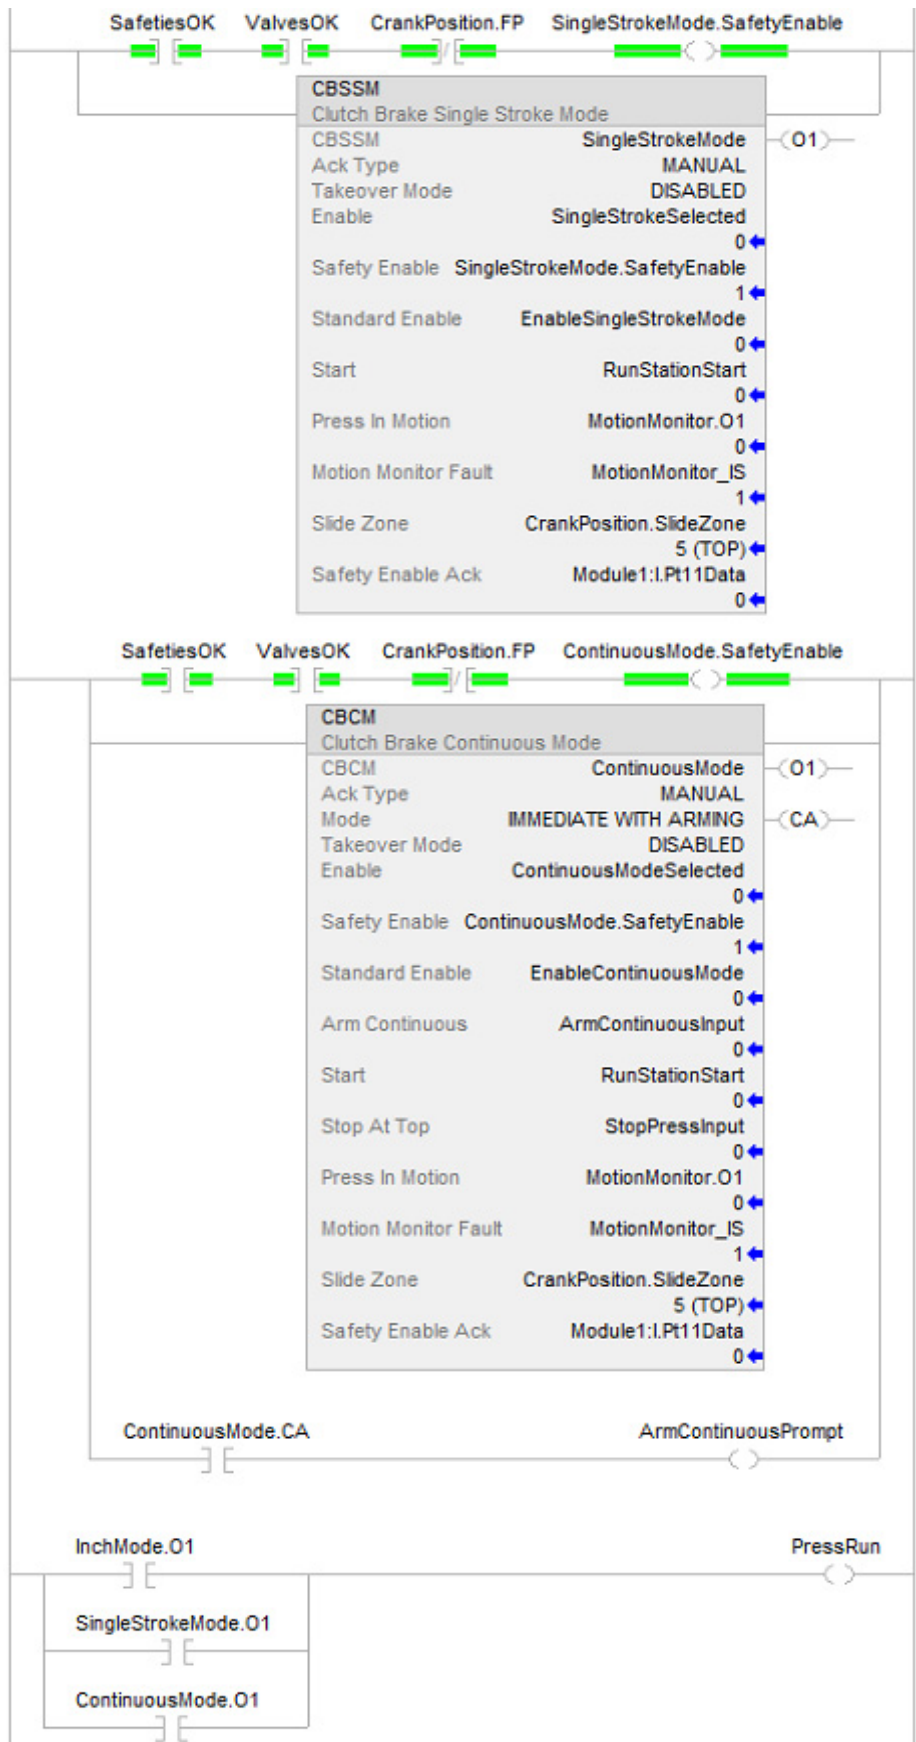 SafetiesOK ValvesOK CrankPosition.FP SingleStrokeMode.SafetyEnable
CBSSM
Clutch Brake Single Stroke Mode
CBSSM SingleStrokeMode O1
Ack Type MANUAL
Takeover Mode DISABLED
Enable SingleStrokeSelected
0
Safety Enable SingleStrokeMode.SafetyEnable
1
Standard Enable EnableSingleStrokeMode
0
Start RunStationStart
0
Press In Motion MotionMonitor.O1
0
Motion Monitor Fault MotionMonitor_IS
1
Slide Zone CrankPosition.SlideZone
5 (TOP)
Safety Enable Ack Module1:I.Pt11Data
0
SafetiesOK ValvesOK CrankPosition.FP ContinuousMode.SafetyEnable
CBCM
Clutch Brake Continuous Mode
CBCM ContinuousMode O1
Ack Type MANUAL
Mode IMMEDIATE WITH ARMING CA
Takeover Mode DISABLED
Enable ContinuousModeSelected
0
Safety Enable ContinuousMode.SafetyEnable
1
Standard Enable EnableContinuousMode
0
Arm Continuous ArmContinuousInput
0
Start RunStationStart
0
Stop At Top StopPressInput
0
Press In Motion MotionMonitor.O1
0
Motion Monitor Fault MotionMonitor_IS
1
Slide Zone CrankPosition.SlideZone
5 (TOP)
Safety Enable Ack Module1:I.Pt11Data
0
ContinuousMode.CA ArmContinuousPrompt
InchMode.O1 PressRun
SingleStrokeMode.O1
ContinuousMode.O1